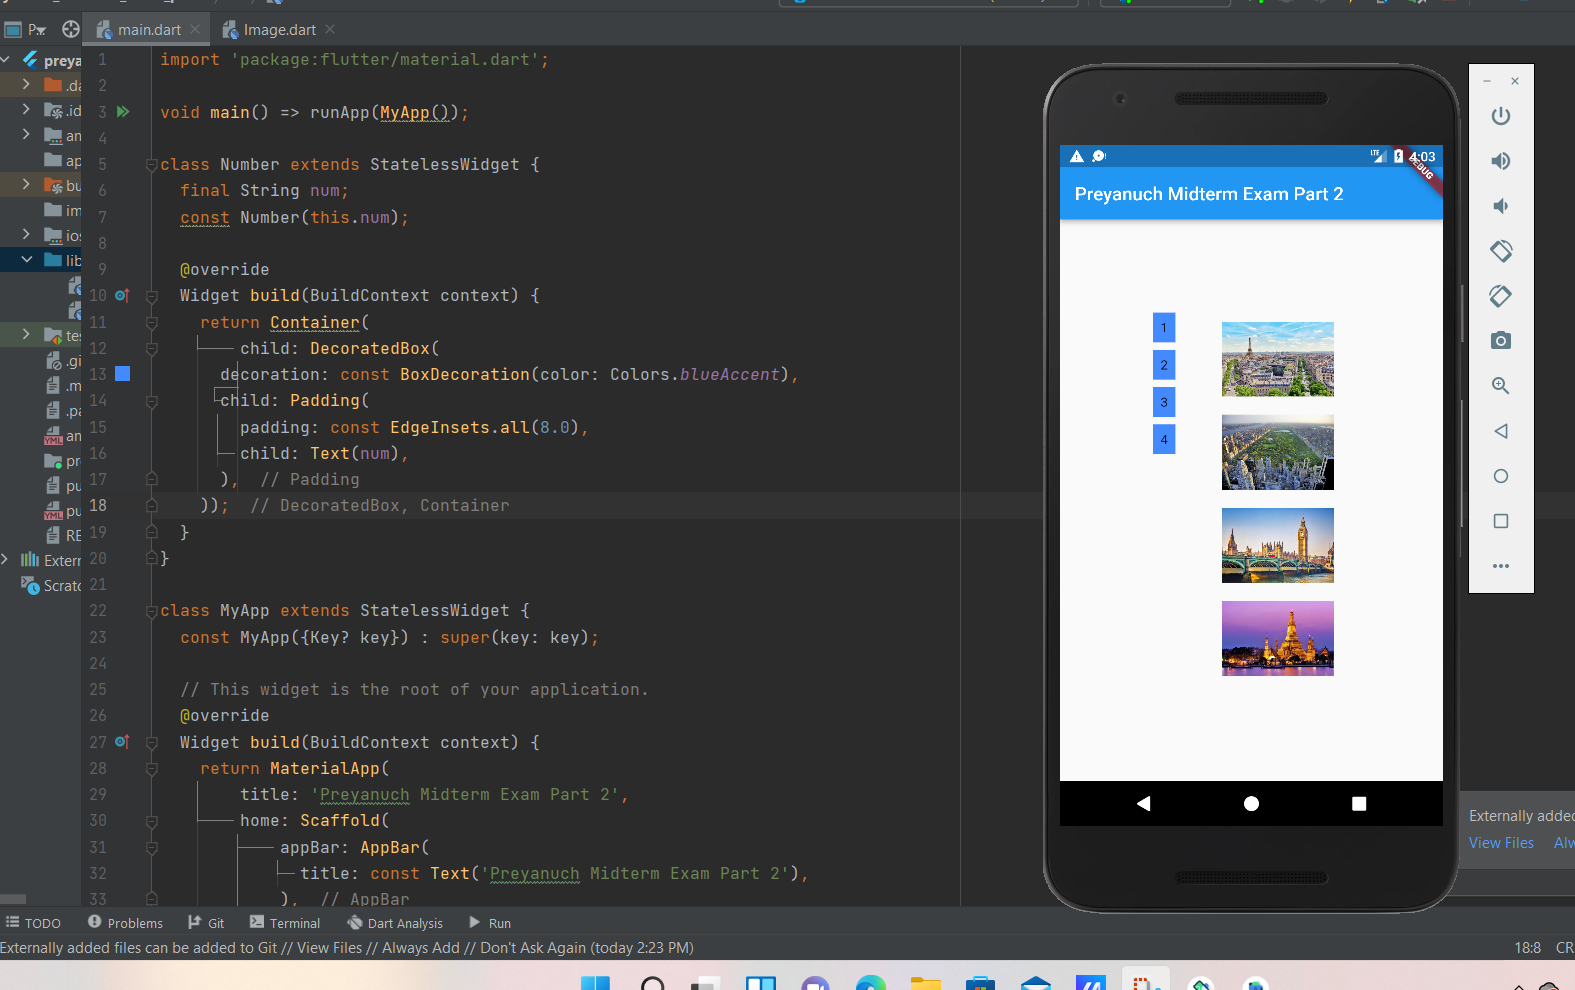 P...
main.dart
Image.dart
preya
.da
.id
an
ap
bu
im
ios
lib
tes
.gi
.m
.pa
an
pr
pu
pu
RE
Extern
Scratc
1 import 'package:flutter/material.dart';
2
3 void main() => runApp(MyApp());
4
5 class Number extends StatelessWidget {
6 final String num;
7 const Number(this.num);
8
9 @override
10 Widget build(BuildContext context) {
11 return Container(
12 child: DecoratedBox(
13 decoration: const BoxDecoration(color: Colors.blueAccent),
14 child: Padding(
15 padding: const EdgeInsets.all(8.0),
16 child: Text(num),
17 ), // Padding
18 )); // DecoratedBox, Container
19 }
20 }
21
22 class MyApp extends StatelessWidget {
23 const MyApp({Key? key}) : super(key: key);
24
25 // This widget is the root of your application.
26 @override
27 Widget build(BuildContext context) {
28 return MaterialApp(
29 title: 'Preyanuch Midterm Exam Part 2',
30 home: Scaffold(
31 appBar: AppBar(
32 title: const Text('Preyanuch Midterm Exam Part 2'),
33 ), // AppBar
LTE 4:03
DEBUG
Preyanuch Midterm Exam Part 2
1
2
3
4
Externally added
View Files Alw
TODO Problems Git Terminal Dart Analysis Run
Externally added files can be added to Git // View Files // Always Add // Don't Ask Again (today 2:23 PM)
18:8 CR